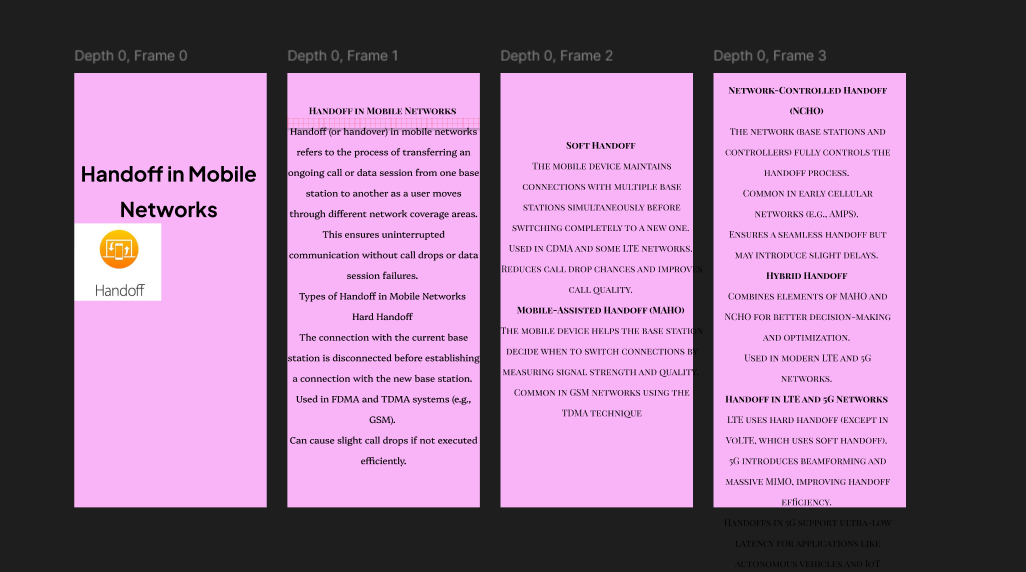 Depth 0, Frame 0
Handoff in Mobile
Networks
Handoff
Depth 0, Frame 1
Handoff in Mobile Networks
Handoff (or handover) in mobile networks
refers to the process of transferring an
ongoing call or data session from one base
station to another as a user moves
through different network coverage areas.
This ensures uninterrupted
communication without call drops or data
session failures.
Types of Handoff in Mobile Networks
Hard Handoff
The connection with the current base
station is disconnected before establishing
a connection with the new base station.
Used in FDMA and TDMA systems (e.g.,
GSM).
Can cause slight call drops if not executed
efficiently.
Depth 0, Frame 2
Soft Handoff
The mobile device maintains
connections with multiple base
stations simultaneously before
switching completely to a new one.
Used in CDMA and some LTE networks.
Reduces call drop chances and improves
call quality.
Mobile-Assisted Handoff (MAHO)
The mobile device helps the base station
decide when to switch connections by
measuring signal strength and quality.
Common in GSM networks using the
TDMA technique
Depth 0, Frame 3
Network-Controlled Handoff
(NCHO)
The network (base stations and
controllers) fully controls the
handoff process.
Common in early cellular
networks (e.g., AMPS).
Ensures a seamless handoff but
may introduce slight delays.
Hybrid Handoff
Combines elements of MAHO and
NCHO for better decision-making
and optimization.
Used in modern LTE and 5G
networks.
Handoff in LTE and 5G Networks
LTE uses hard handoff (except in
VoLTE, which uses soft handoff).
5G introduces beamforming and
massive MIMO, improving handoff
efficiency.
Handoffs in 5G support ultra-low
latency for applications like
autonomous vehicles and IoT